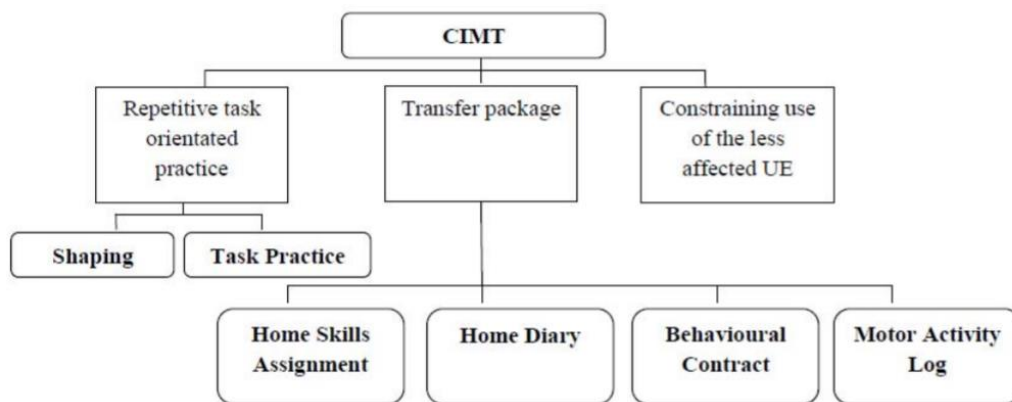 CIMT
Repetitive task
orientated
practice
Transfer package
Constraining use
of the less
affected UE
Shaping
Task Practice
Home Skills
Assignment
Home Diary
Behavioural
Contract
Motor Activity
Log